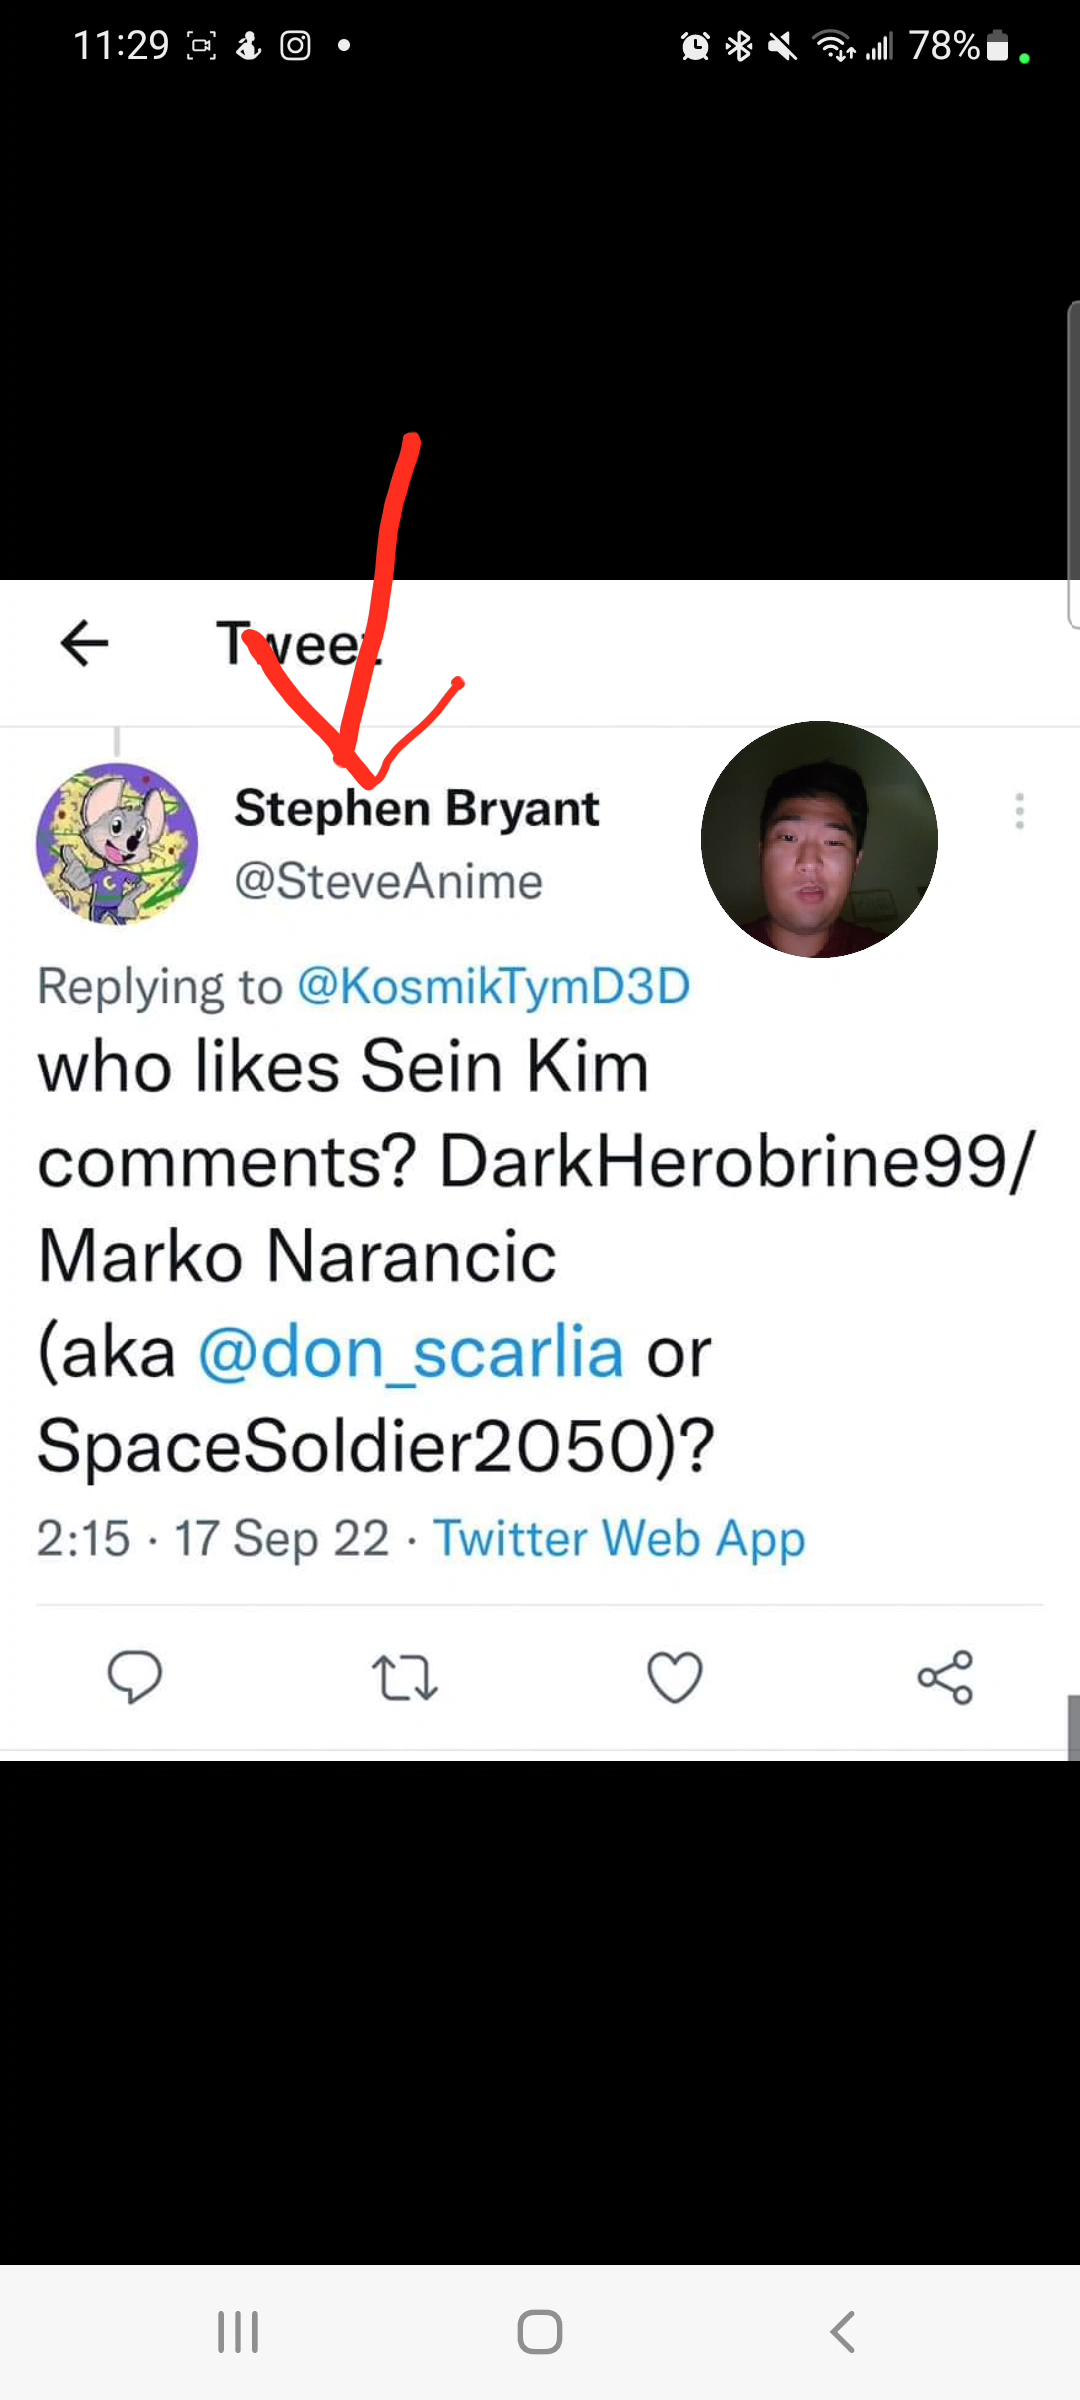 11:29 78%
Tweet
Stephen Bryant
@SteveAnime
Replying to @KosmikTymD3D
who likes Sein Kim
comments? DarkHerobrine99/
Marko Narancic
(aka @don_scarlia or
SpaceSoldier2050)?
2:15 · 17 Sep 22 · Twitter Web App